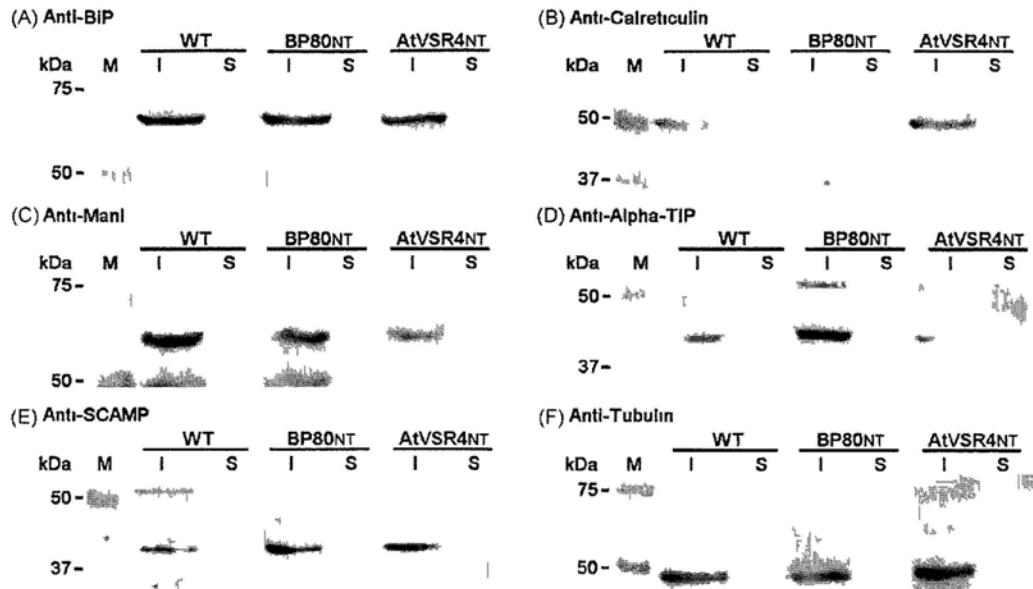 (A) Anti-BiP
WT BP80NT AtVSR4NT
kDa M I S I S I S
75
50
(B) Anti-Calreticulin
WT BP80NT AtVSR4NT
kDa M I S I S I S
50
37
(C) Anti-ManI
WT BP80NT AtVSR4NT
kDa M I S I S I S
75
50
(D) Anti-Alpha-TIP
WT BP80NT AtVSR4NT
kDa M I S I S I S
50
37
(E) Anti-SCAMP
WT BP80NT AtVSR4NT
kDa M I S I S I S
50
37
(F) Anti-Tubulin
WT BP80NT AtVSR4NT
kDa M I S I S I S
75
50